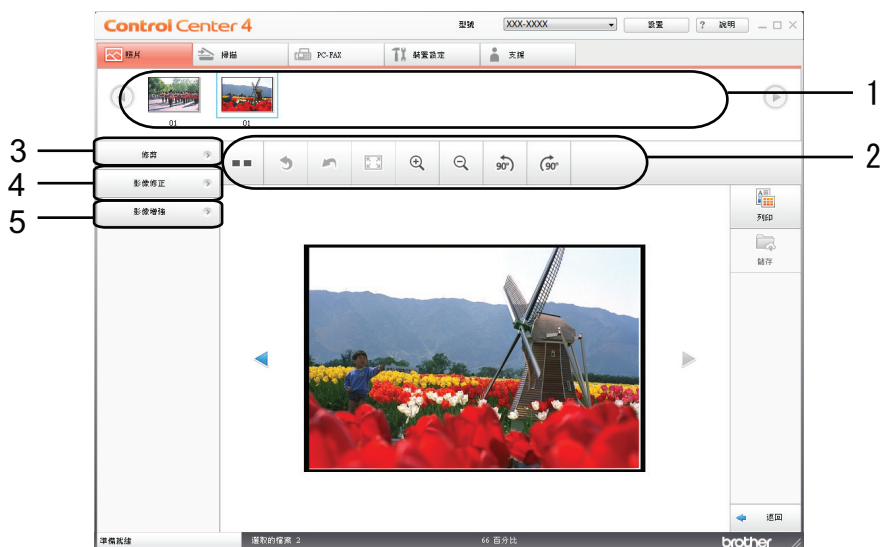 Control Center 4 型號 XXX-XXXX 設置 ? 說明
照片 掃描 PC-FAX 裝置設定 支援
1
01 01
3 修剪
2
90° 90°
4 影像修正
5 影像增強
列印
儲存
返回
準備就緒 選取的檔案 2 66 百分比 brother